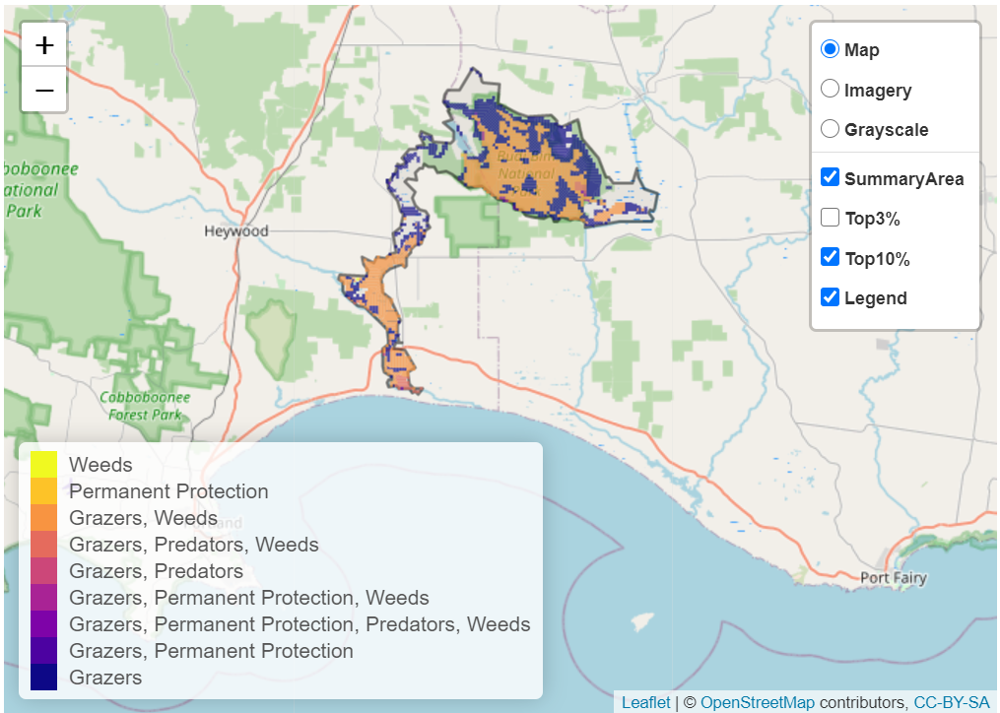 +
−
Map
Imagery
Grayscale
SummaryArea
Top3%
Top10%
Legend
boboonee
ational
Park
Heywood
National
Cobboboonee
Forest Park
Port Fairy
Weeds
Permanent Protection
Grazers, Weeds
Grazers, Predators, Weeds
Grazers, Predators
Grazers, Permanent Protection, Weeds
Grazers, Permanent Protection, Predators, Weeds
Grazers, Permanent Protection
Grazers
Leaflet | © OpenStreetMap contributors, CC-BY-SA